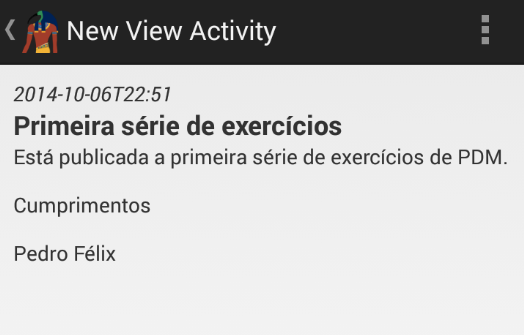 New View Activity
2014-10-06T22:51
Primeira série de exercícios
Está publicada a primeira série de exercícios de PDM.
Cumprimentos
Pedro Félix